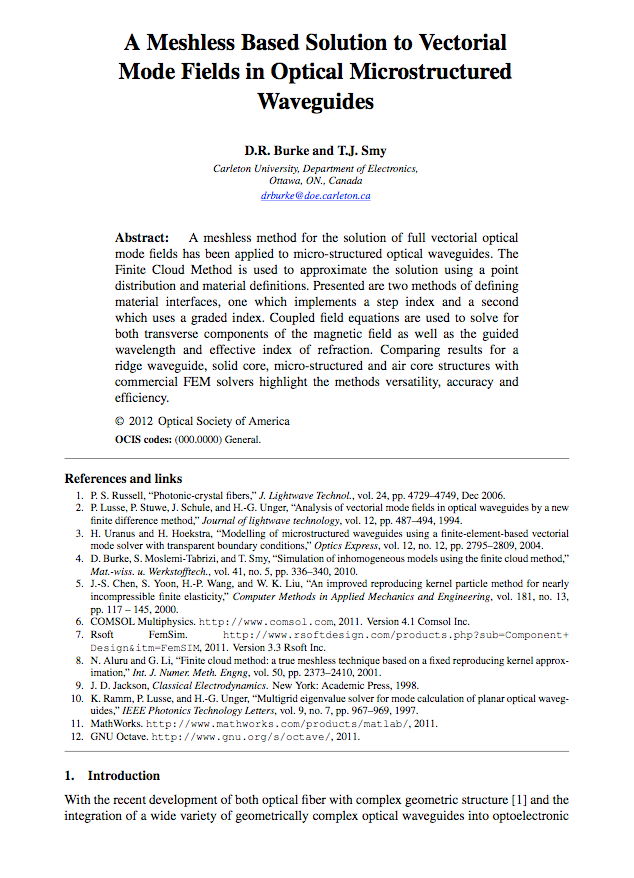 A Meshless Based Solution to Vectorial
Mode Fields in Optical Microstructured
Waveguides
D.R. Burke and T.J. Smy
Carleton University, Department of Electronics,
Ottawa, ON., Canada
drburke@doe.carleton.ca
Abstract: A meshless method for the solution of full vectorial optical
mode fields has been applied to micro-structured optical waveguides. The
Finite Cloud Method is used to approximate the solution using a point
distribution and material definitions. Presented are two methods of defining
material interfaces, one which implements a step index and a second
which uses a graded index. Coupled field equations are used to solve for
both transverse components of the magnetic field as well as the guided
wavelength and effective index of refraction. Comparing results for a
ridge waveguide, solid core, micro-structured and air core structures with
commercial FEM solvers highlight the methods versatility, accuracy and
efficiency.
© 2012 Optical Society of America
OCIS codes: (000.0000) General.
References and links
1. P. S. Russell, “Photonic-crystal fibers,” J. Lightwave Technol., vol. 24, pp. 4729–4749, Dec 2006.
2. P. Lusse, P. Stuwe, J. Schule, and H.-G. Unger, “Analysis of vectorial mode fields in optical waveguides by a new
finite difference method,” Journal of lightwave technology, vol. 12, pp. 487–494, 1994.
3. H. Uranus and H. Hoekstra, “Modelling of microstructured waveguides using a finite-element-based vectorial
mode solver with transparent boundary conditions,” Optics Express, vol. 12, no. 12, pp. 2795–2809, 2004.
4. D. Burke, S. Moslemi-Tabrizi, and T. Smy, “Simulation of inhomogeneous models using the finite cloud method,”
Mat.-wiss. u. Werkstofftech., vol. 41, no. 5, pp. 336–340, 2010.
5. J.-S. Chen, S. Yoon, H.-P. Wang, and W. K. Liu, “An improved reproducing kernel particle method for nearly
incompressible finite elasticity,” Computer Methods in Applied Mechanics and Engineering, vol. 181, no. 13,
pp. 117 – 145, 2000.
6. COMSOL Multiphysics. http://www.comsol.com, 2011. Version 4.1 Comsol Inc.
7. Rsoft FemSim. http://www.rsoftdesign.com/products.php?sub=Component+
Design&itm=FemSIM, 2011. Version 3.3 Rsoft Inc.
8. N. Aluru and G. Li, “Finite cloud method: a true meshless technique based on a fixed reproducing kernel approx-
imation,” Int. J. Numer. Meth. Engng, vol. 50, pp. 2373–2410, 2001.
9. J. D. Jackson, Classical Electrodynamics. New York: Academic Press, 1998.
10. K. Ramm, P. Lusse, and H.-G. Unger, “Multigrid eigenvalue solver for mode calculation of planar optical waveg-
uides,” IEEE Photonics Technology Letters, vol. 9, no. 7, pp. 967–969, 1997.
11. MathWorks. http://www.mathworks.com/products/matlab/, 2011.
12. GNU Octave. http://www.gnu.org/s/octave/, 2011.
1. Introduction
With the recent development of both optical fiber with complex geometric structure [1] and the
integration of a wide variety of geometrically complex optical waveguides into optoelectronic